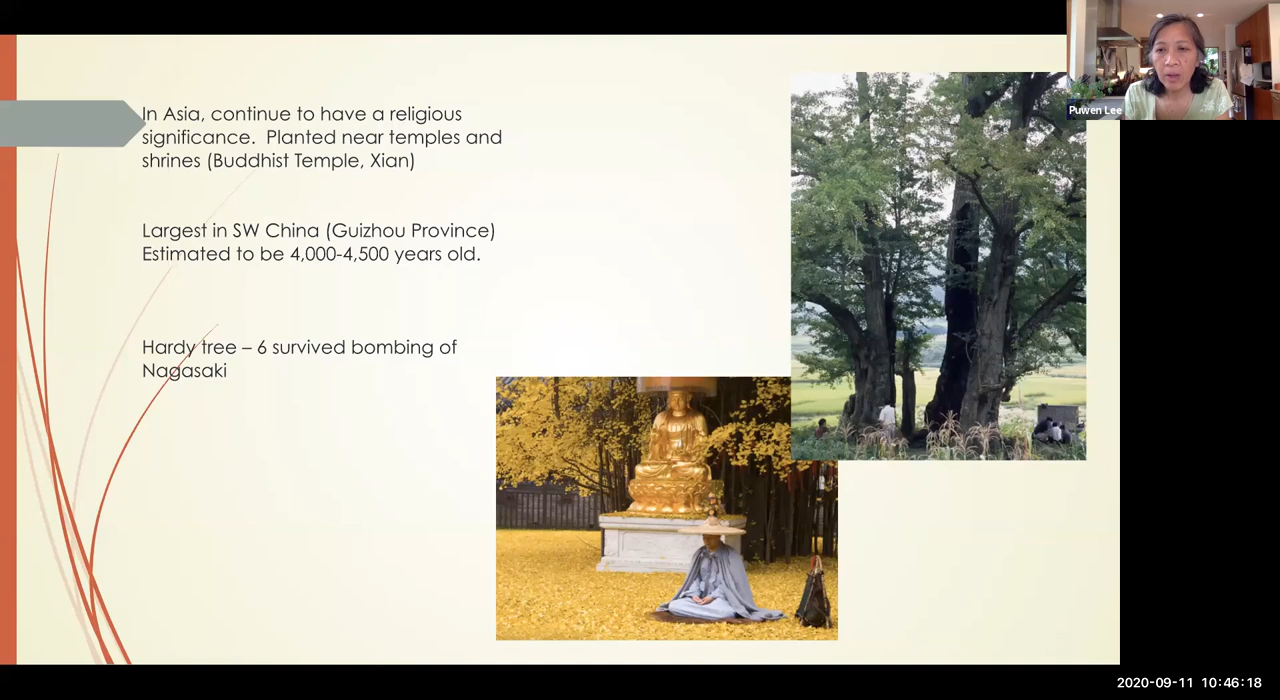 In Asia, continue to have a religious
significance.  Planted near temples and
shrines (Buddhist Temple, Xian)
Largest in SW China (Guizhou Province)
Estimated to be 4,000-4,500 years old.
Hardy tree – 6 survived bombing of
Nagasaki
Puwen Lee
2020-09-11 10:46:18